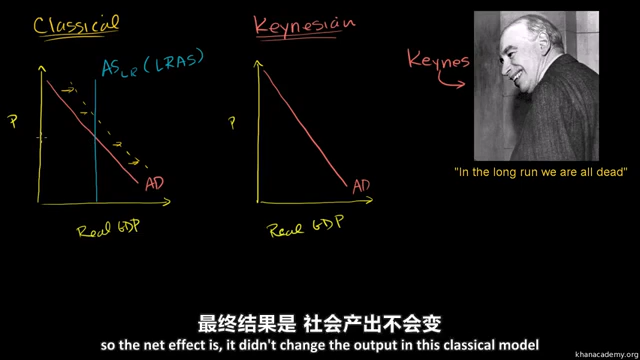 Classical
Keynesian
AS_LR (LRAS)
Keynes
P
P
AD
AD
Real GDP
Real GDP
"In the long run we are all dead"
最终结果是 社会产出不会变
so the net effect is, it didn't change the output in this classical model
khanacademy.org